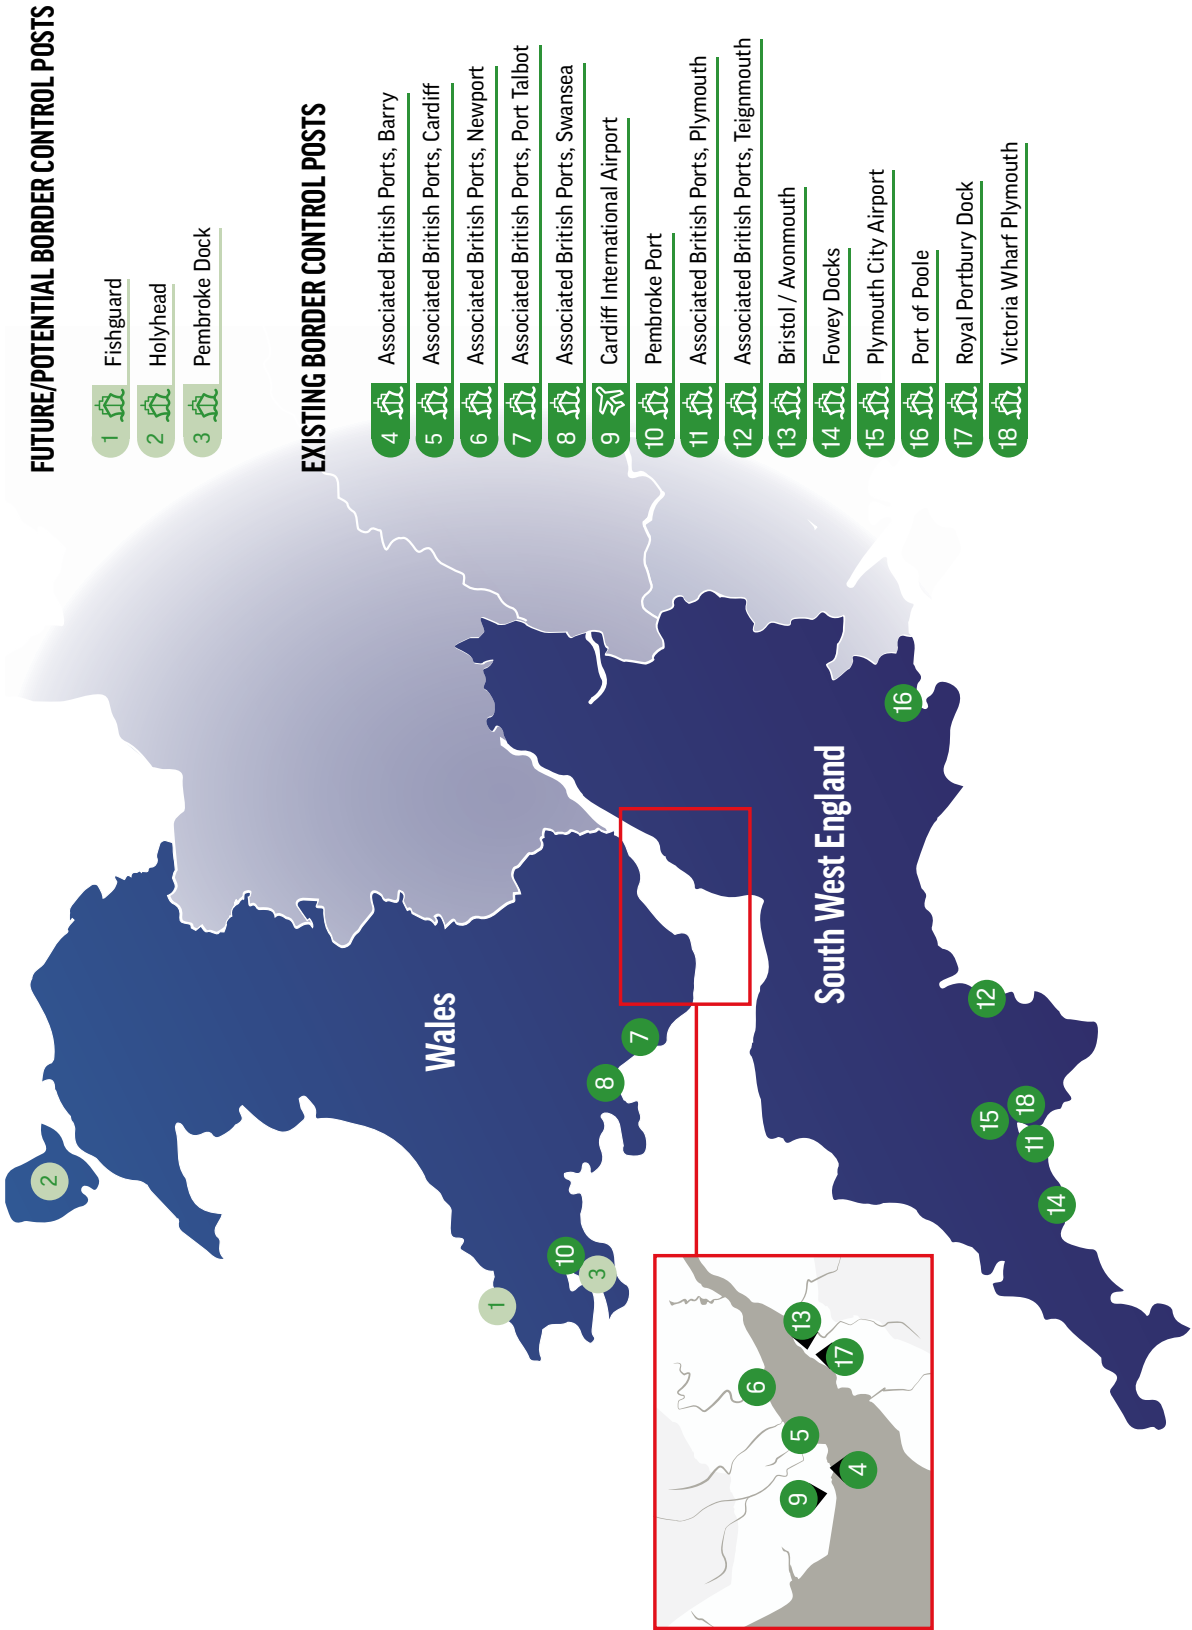 FUTURE/POTENTIAL BORDER CONTROL POSTS
1 Fishguard
2 Holyhead
3 Pembroke Dock
EXISTING BORDER CONTROL POSTS
4 Associated British Ports, Barry
5 Associated British Ports, Cardiff
6 Associated British Ports, Newport
7 Associated British Ports, Port Talbot
8 Associated British Ports, Swansea
9 Cardiff International Airport
10 Pembroke Port
11 Associated British Ports, Plymouth
12 Associated British Ports, Teignmouth
13 Bristol / Avonmouth
14 Fowey Docks
15 Plymouth City Airport
16 Port of Poole
17 Royal Portbury Dock
18 Victoria Wharf Plymouth
Wales
South West England
2
1
10
3
8
7
16
12
15
18
11
14
6
13
5
17
9
4